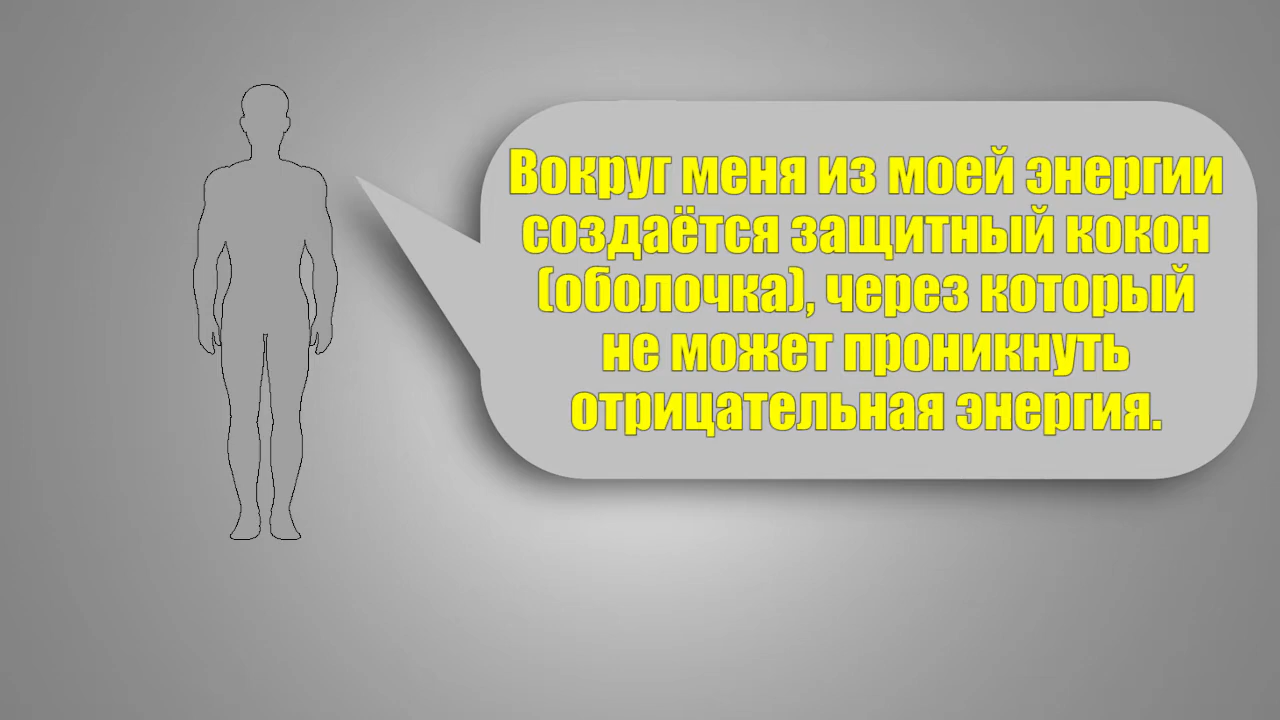 Вокруг меня из моей энергии
создаётся защитный кокон
(оболочка), через который
не может проникнуть
отрицательная энергия.